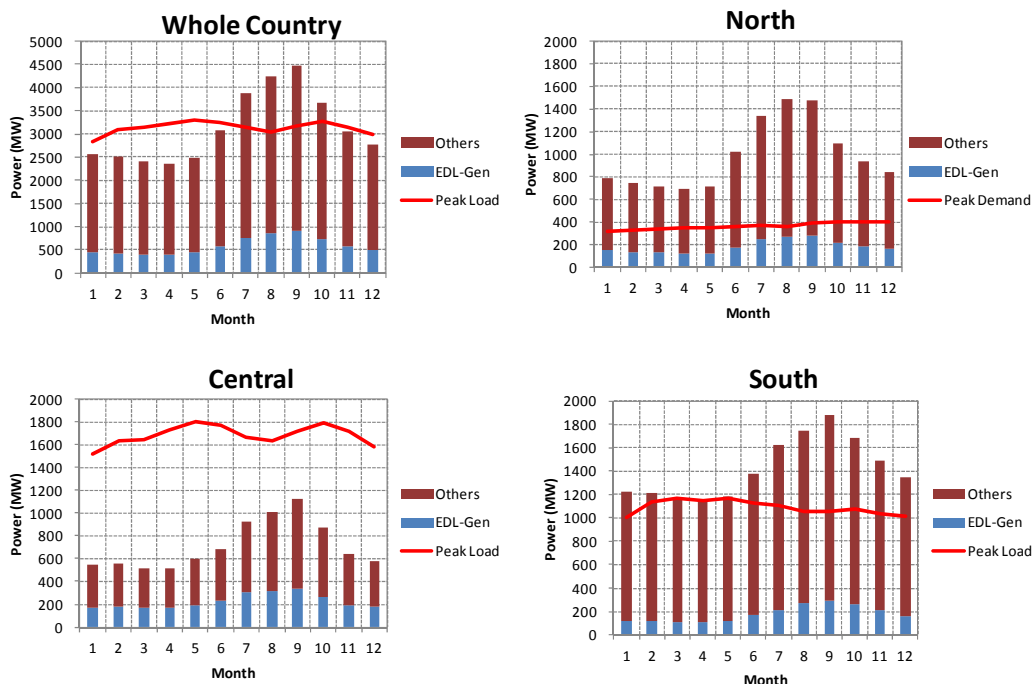 Whole Country
5000
4500
4000
3500
3000
2500
2000
1500
1000
500
0
Power (MW)
1 2 3 4 5 6 7 8 9 10 11 12
Month
Others
EDL-Gen
Peak Load
North
2000
1800
1600
1400
1200
1000
800
600
400
200
0
Power (MW)
1 2 3 4 5 6 7 8 9 10 11 12
Month
Others
EDL-Gen
Peak Demand
Central
2000
1800
1600
1400
1200
1000
800
600
400
200
0
Power (MW)
1 2 3 4 5 6 7 8 9 10 11 12
Month
Others
EDL-Gen
Peak Load
South
2000
1800
1600
1400
1200
1000
800
600
400
200
0
Power (MW)
1 2 3 4 5 6 7 8 9 10 11 12
Month
Others
EDL-Gen
Peak Load